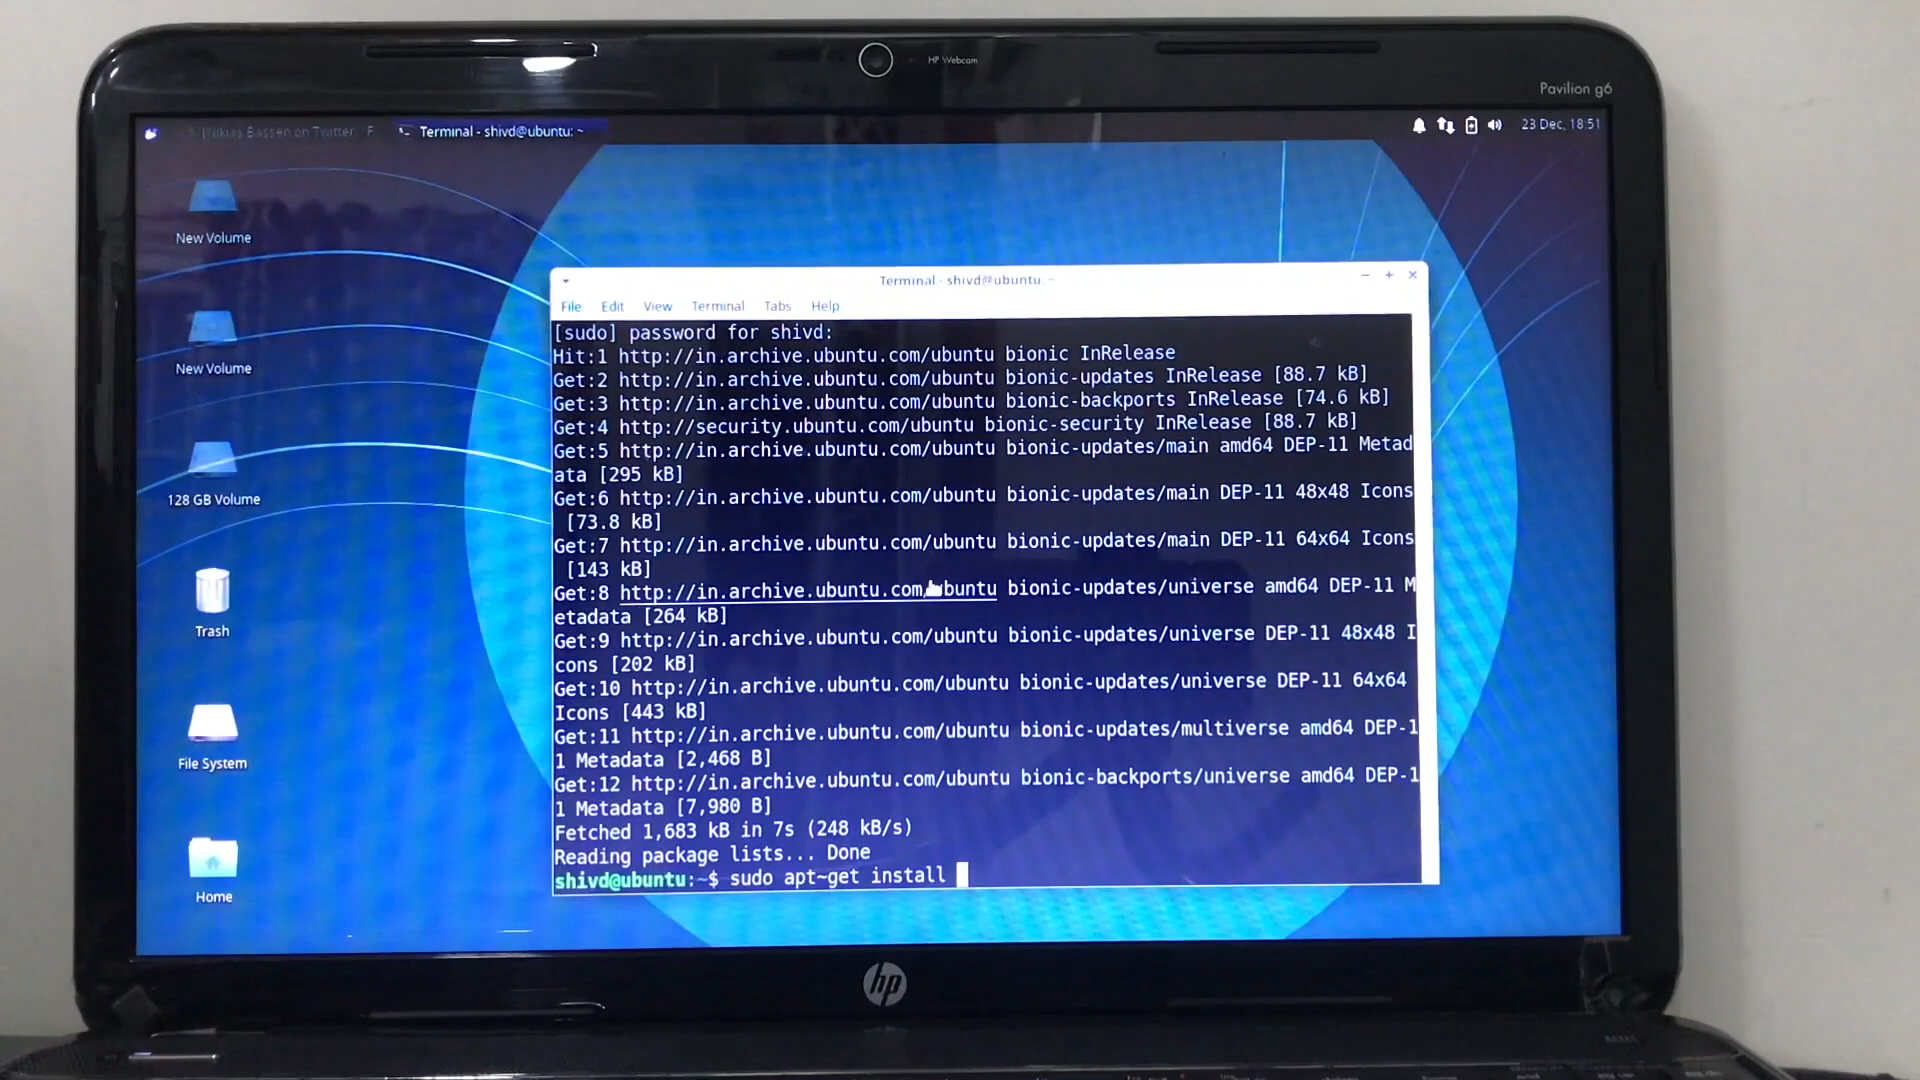 HP Webcam
Pavilion g6
[Nikias Bassen on Twitter F
Terminal - shivd@ubuntu: ~
23 Dec, 18:51
New Volume
New Volume
128 GB Volume
Trash
File System
Home
Terminal - shivd@ubuntu: ~
File Edit View Terminal Tabs Help
[sudo] password for shivd:
Hit:1 http://in.archive.ubuntu.com/ubuntu bionic InRelease
Get:2 http://in.archive.ubuntu.com/ubuntu bionic-updates InRelease [88.7 kB]
Get:3 http://in.archive.ubuntu.com/ubuntu bionic-backports InRelease [74.6 kB]
Get:4 http://security.ubuntu.com/ubuntu bionic-security InRelease [88.7 kB]
Get:5 http://in.archive.ubuntu.com/ubuntu bionic-updates/main amd64 DEP-11 Metad
ata [295 kB]
Get:6 http://in.archive.ubuntu.com/ubuntu bionic-updates/main DEP-11 48x48 Icons
[73.8 kB]
Get:7 http://in.archive.ubuntu.com/ubuntu bionic-updates/main DEP-11 64x64 Icons
[143 kB]
Get:8 http://in.archive.ubuntu.com/ubuntu bionic-updates/universe amd64 DEP-11 M
etadata [264 kB]
Get:9 http://in.archive.ubuntu.com/ubuntu bionic-updates/universe DEP-11 48x48 I
cons [202 kB]
Get:10 http://in.archive.ubuntu.com/ubuntu bionic-updates/universe DEP-11 64x64
Icons [443 kB]
Get:11 http://in.archive.ubuntu.com/ubuntu bionic-updates/multiverse amd64 DEP-1
1 Metadata [2,468 B]
Get:12 http://in.archive.ubuntu.com/ubuntu bionic-backports/universe amd64 DEP-1
1 Metadata [7,980 B]
Fetched 1,683 kB in 7s (248 kB/s)
Reading package lists... Done
shivd@ubuntu:~$ sudo apt~get install
hp